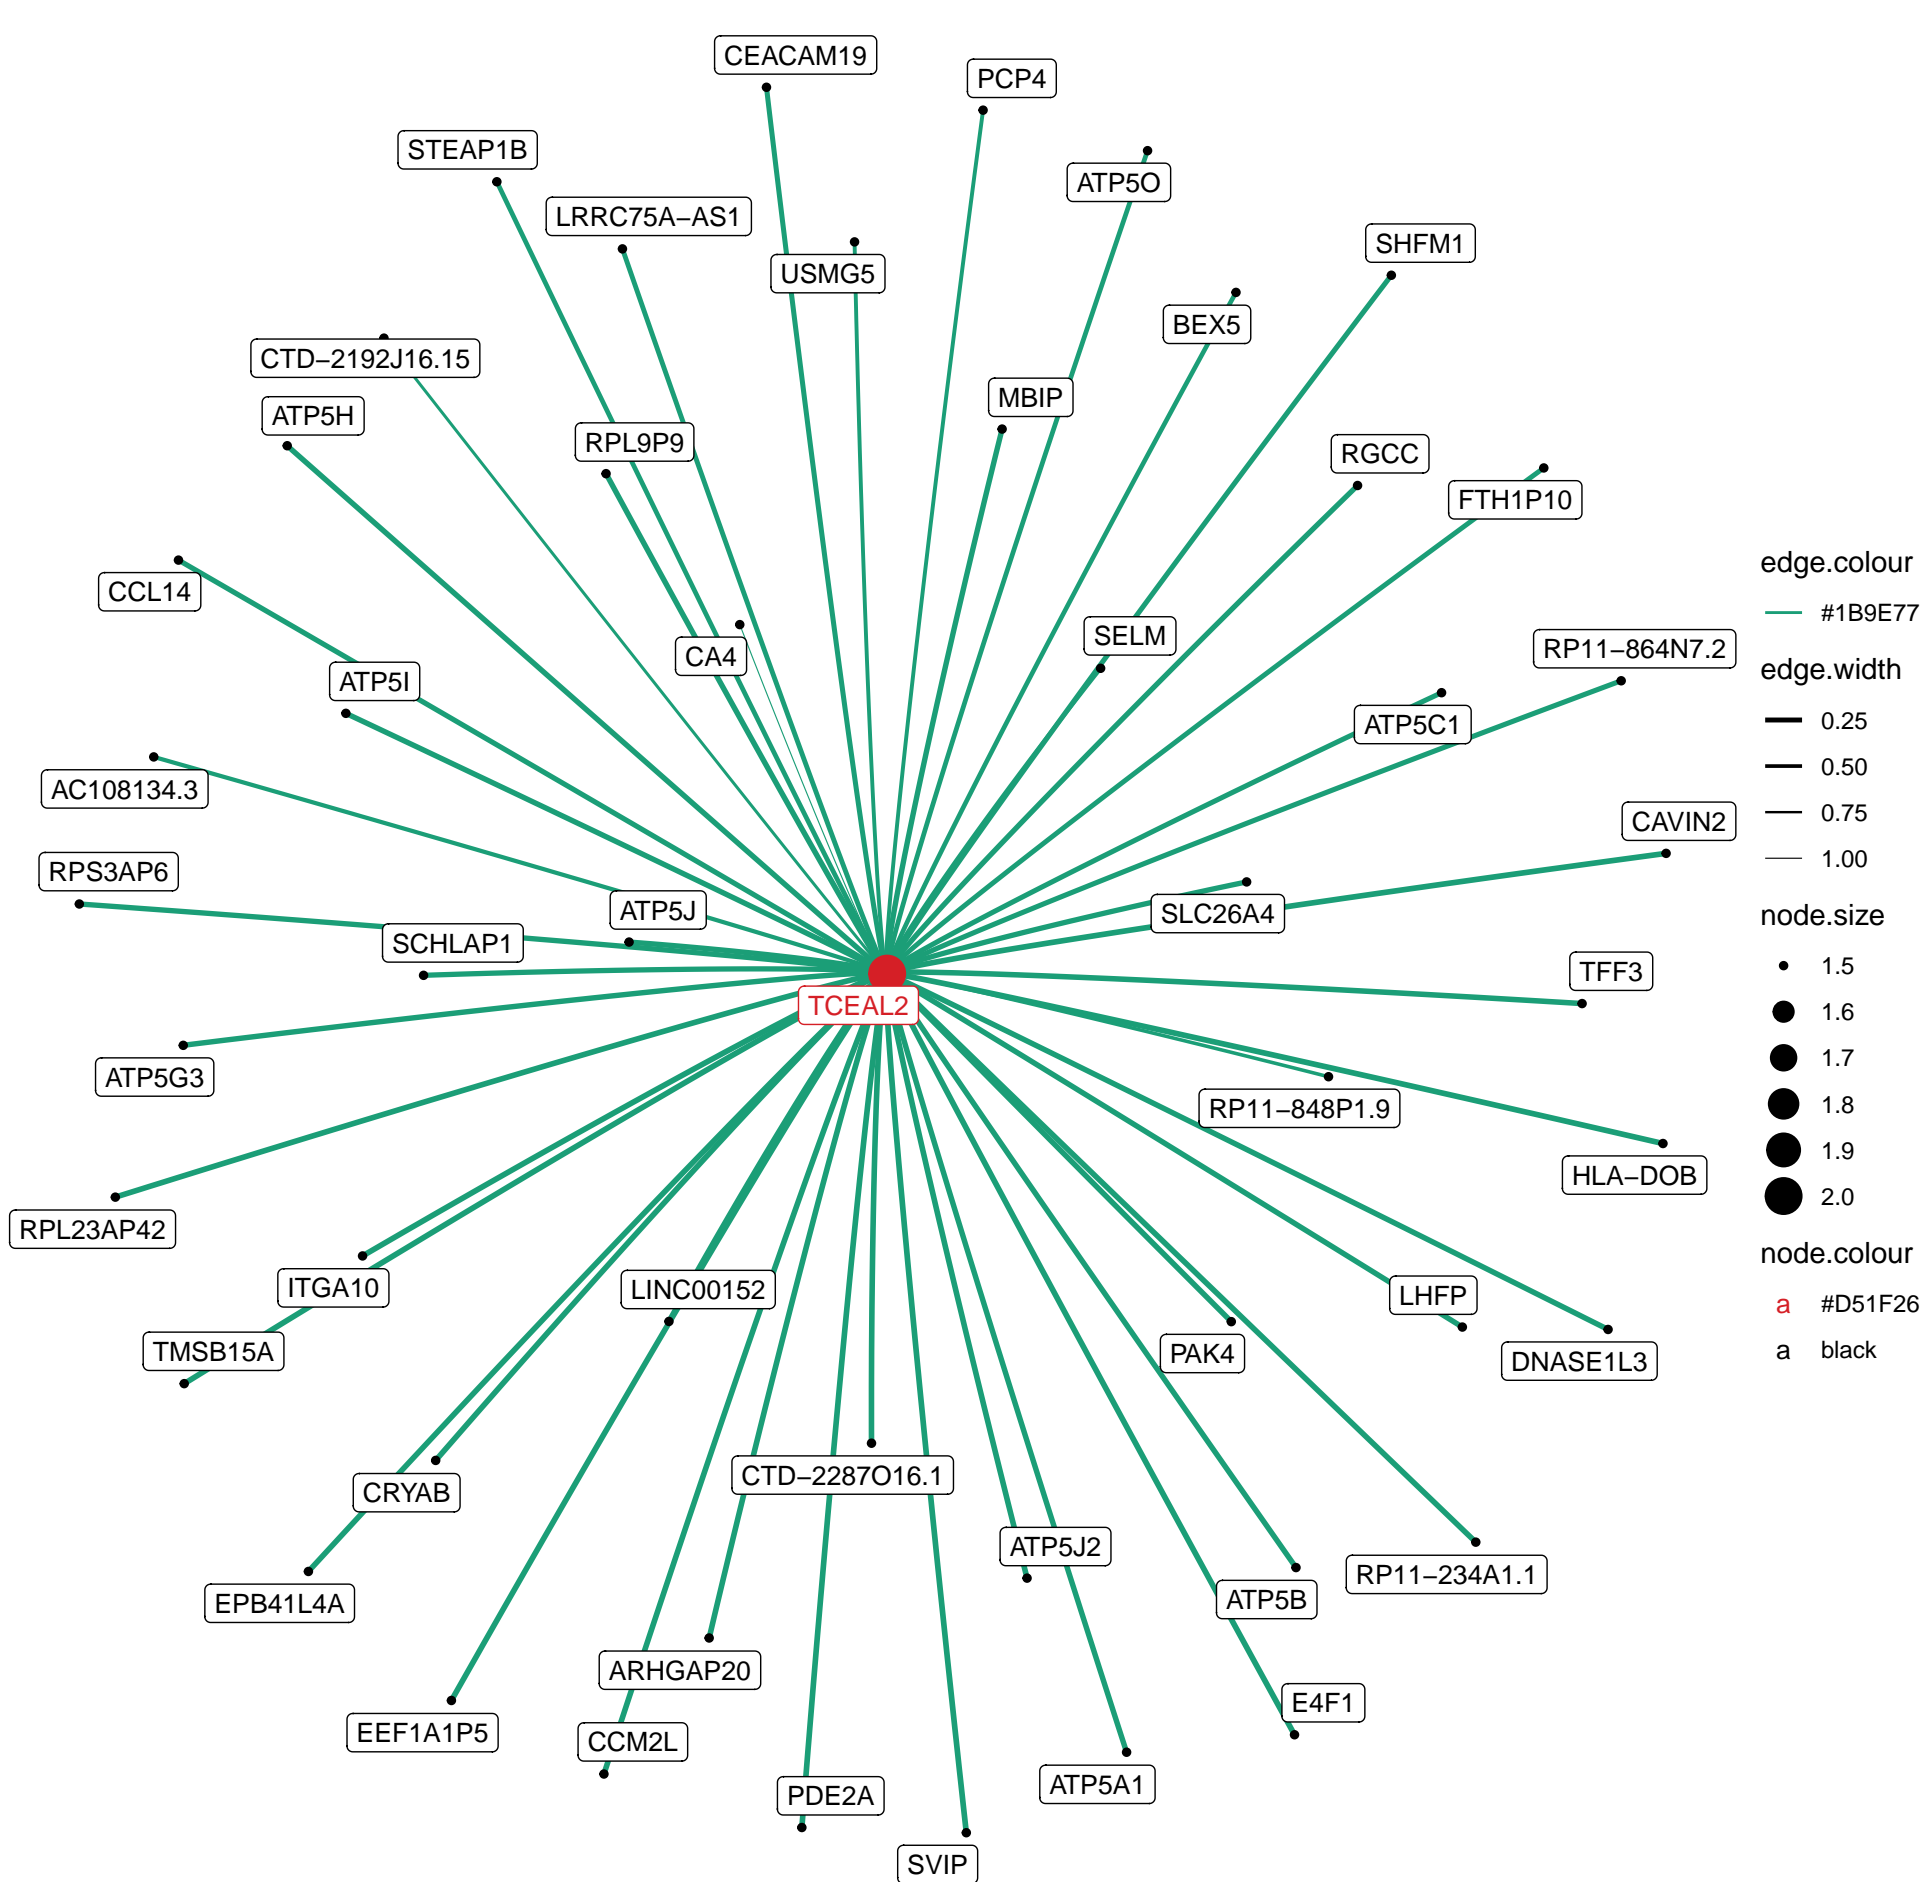 CEACAM19
PCP4
STEAP1B
ATP5O
LRRC75A−AS1
SHFM1
USMG5
BEX5
CTD−2192J16.15
MBIP
ATP5H
RPL9P9
RGCC
FTH1P10
CCL14
SELM
RP11−864N7.2
CA4
ATP5I
ATP5C1
AC108134.3
CAVIN2
RPS3AP6
ATP5J
SLC26A4
SCHLAP1
TFF3
TCEAL2
ATP5G3
RP11−848P1.9
HLA−DOB
RPL23AP42
ITGA10
LINC00152
LHFP
TMSB15A
PAK4
DNASE1L3
CTD−2287O16.1
CRYAB
ATP5J2
RP11−234A1.1
EPB41L4A
ATP5B
ARHGAP20
E4F1
EEF1A1P5
CCM2L
ATP5A1
PDE2A
SVIP
edge.colour
#1B9E77
edge.width
0.25
0.50
0.75
1.00
node.size
1.5
1.6
1.7
1.8
1.9
2.0
node.colour
a #D51F26
a black